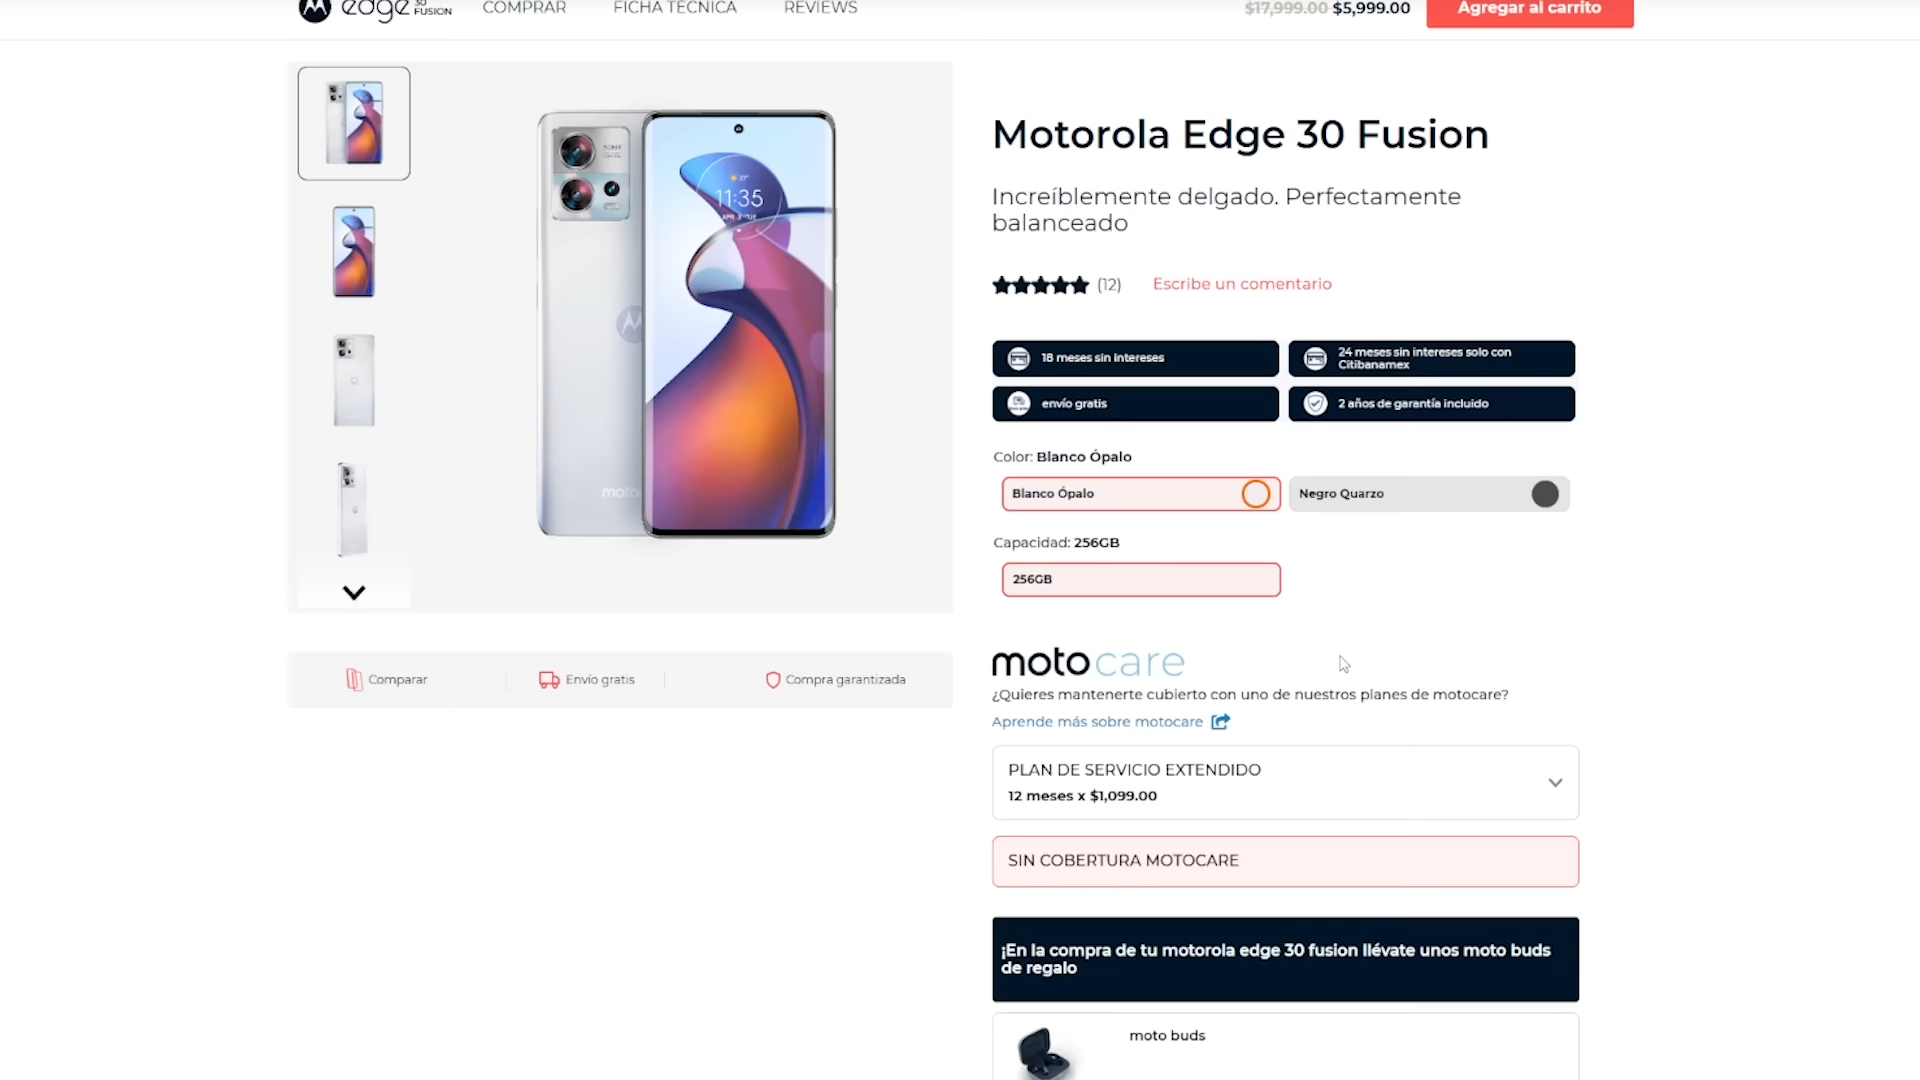 edge 30 FUSION
COMPRAR
FICHA TECNICA
REVIEWS
$17,999.00 $5,999.00
Agregar al carrito
50MP
11:35
moto
Motorola Edge 30 Fusion
Increíblemente delgado. Perfectamente
balanceado
(12)
Escribe un comentario
18 meses sin intereses
24 meses sin intereses solo con
Citibanamex
envío gratis
2 años de garantía incluido
Color: Blanco Ópalo
Blanco Ópalo
Negro Quarzo
Capacidad: 256GB
256GB
Comparar
Envío gratis
Compra garantizada
moto care
¿Quieres mantenerte cubierto con uno de nuestros planes de motocare?
Aprende más sobre motocare
PLAN DE SERVICIO EXTENDIDO
12 meses x $1,099.00
SIN COBERTURA MOTOCARE
¡En la compra de tu motorola edge 30 fusion llévate unos moto buds
de regalo
moto buds